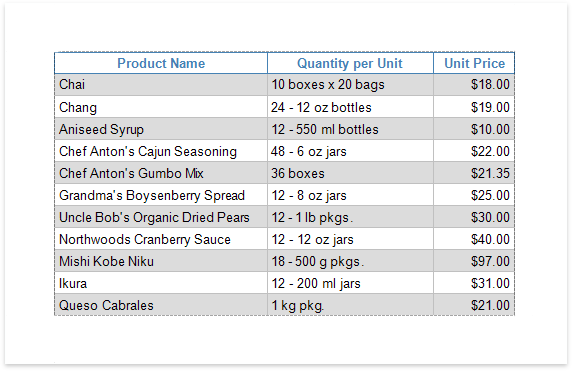 Product Name Quantity per Unit Unit Price
Chai 10 boxes x 20 bags $18.00
Chang 24 - 12 oz bottles $19.00
Aniseed Syrup 12 - 550 ml bottles $10.00
Chef Anton's Cajun Seasoning 48 - 6 oz jars $22.00
Chef Anton's Gumbo Mix 36 boxes $21.35
Grandma's Boysenberry Spread 12 - 8 oz jars $25.00
Uncle Bob's Organic Dried Pears 12 - 1 lb pkgs. $30.00
Northwoods Cranberry Sauce 12 - 12 oz jars $40.00
Mishi Kobe Niku 18 - 500 g pkgs. $97.00
Ikura 12 - 200 ml jars $31.00
Queso Cabrales 1 kg pkg. $21.00